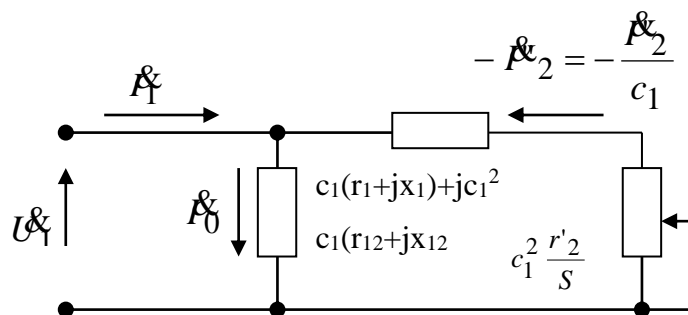 − I&''₂ = − I&'₂ / c₁
I&₁
c₁(r₁+jx₁)+jc₁²
I&₀
c₁(r₁₂+jx₁₂
U&₁
c₁² r'₂ / S